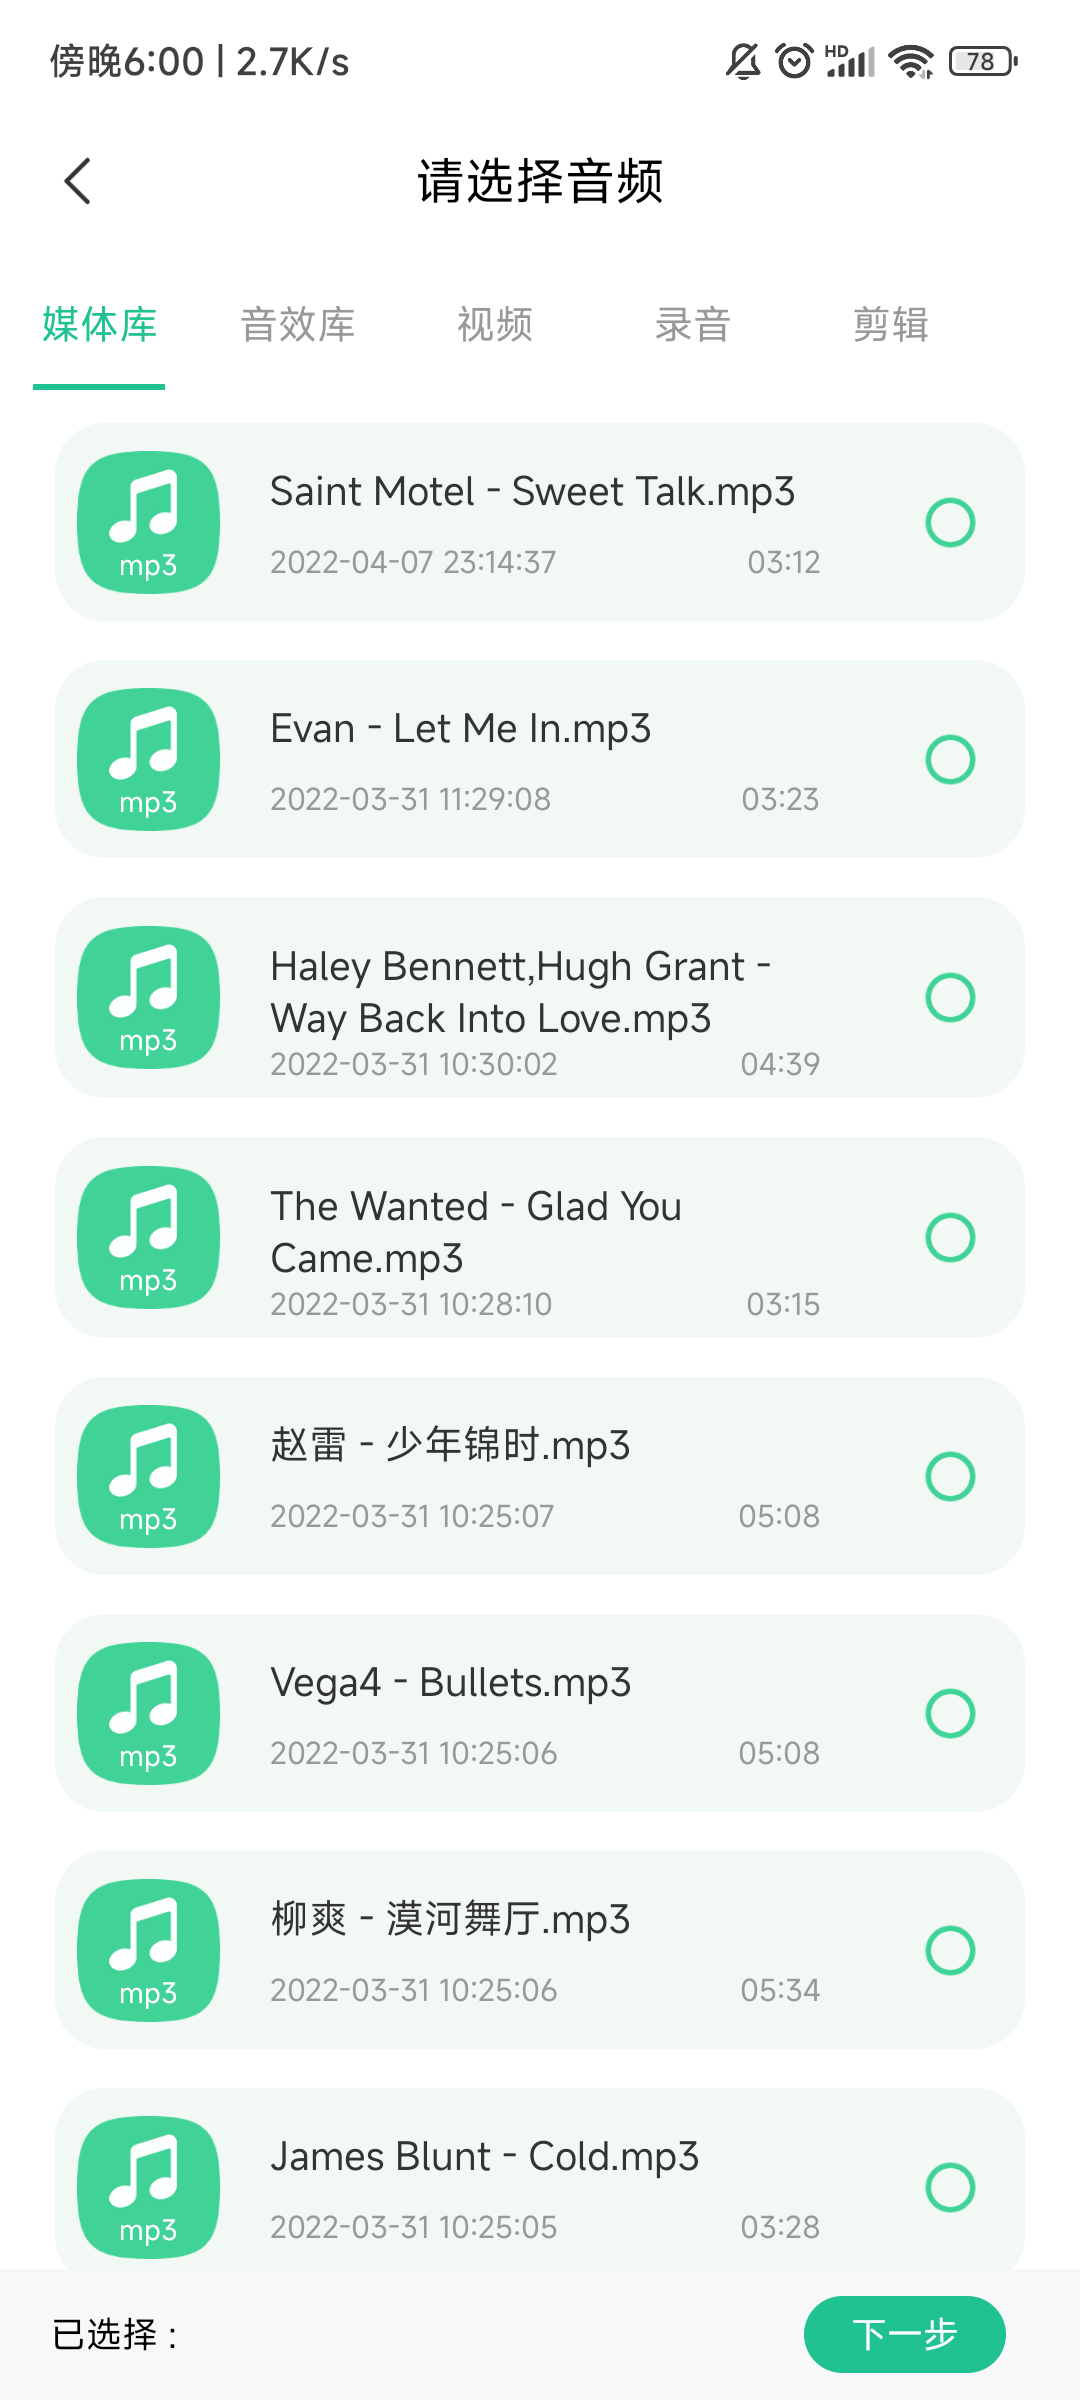 傍晚6:00 | 2.7K/s
HD
78
请选择音频
媒体库 音效库 视频 录音 剪辑
Saint Motel - Sweet Talk.mp3
mp3
2022-04-07 23:14:37 03:12
Evan - Let Me In.mp3
mp3
2022-03-31 11:29:08 03:23
Haley Bennett,Hugh Grant -
Way Back Into Love.mp3
mp3
2022-03-31 10:30:02 04:39
The Wanted - Glad You
Came.mp3
mp3
2022-03-31 10:28:10 03:15
赵雷 - 少年锦时.mp3
mp3
2022-03-31 10:25:07 05:08
Vega4 - Bullets.mp3
mp3
2022-03-31 10:25:06 05:08
柳爽 - 漠河舞厅.mp3
mp3
2022-03-31 10:25:06 05:34
James Blunt - Cold.mp3
mp3
2022-03-31 10:25:05 03:28
已选择 :
下一步